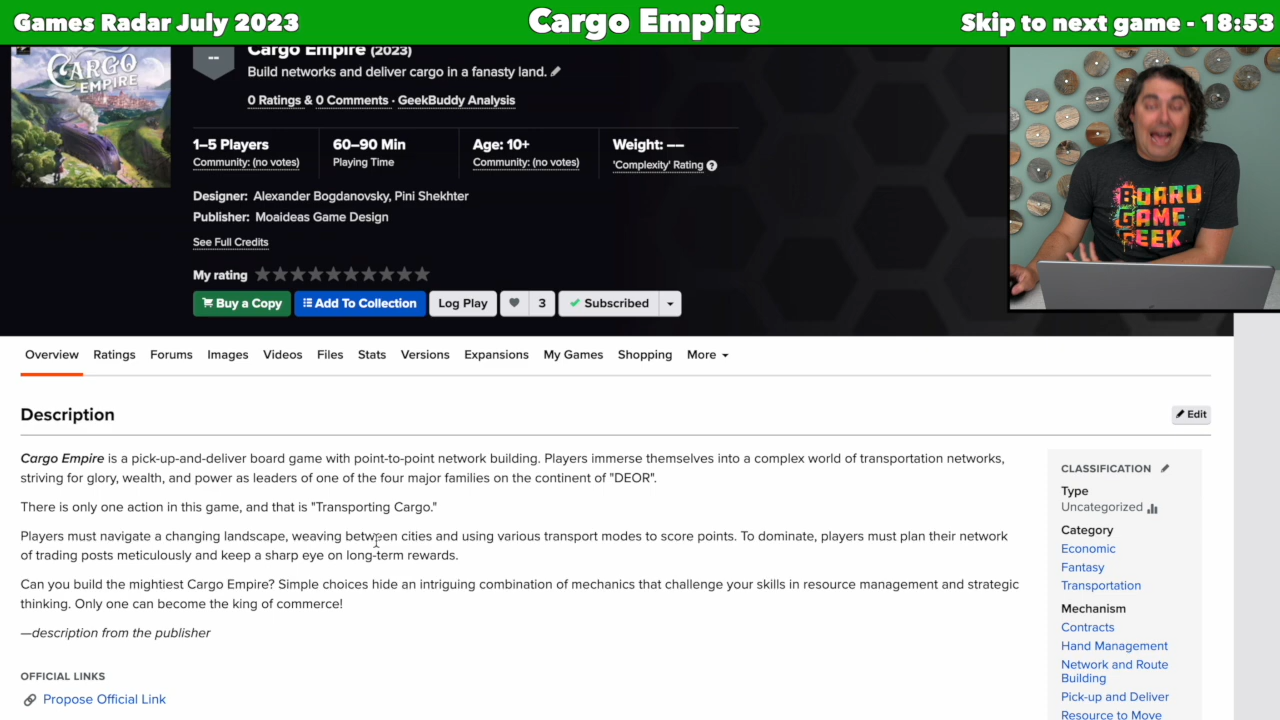 Games Radar July 2023
Cargo Empire
Skip to next game - 18:53
CARGO
EMPIRE
--
Cargo Empire (2023)
Build networks and deliver cargo in a fanasty land.
0 Ratings & 0 Comments · GeekBuddy Analysis
1–5 Players
Community: (no votes)
60–90 Min
Playing Time
Age: 10+
Community: (no votes)
Weight: --
'Complexity' Rating ?
Designer: Alexander Bogdanovsky, Pini Shekhter
Publisher: Moaideas Game Design
See Full Credits
My rating
Buy a Copy
Add To Collection
Log Play
3
Subscribed
BOARD
GAME
GEEK
Overview
Ratings
Forums
Images
Videos
Files
Stats
Versions
Expansions
My Games
Shopping
More
Description
Edit
Cargo Empire is a pick-up-and-deliver board game with point-to-point network building. Players immerse themselves into a complex world of transportation networks,
striving for glory, wealth, and power as leaders of one of the four major families on the continent of "DEOR".
There is only one action in this game, and that is "Transporting Cargo."
Players must navigate a changing landscape, weaving between cities and using various transport modes to score points. To dominate, players must plan their network
of trading posts meticulously and keep a sharp eye on long-term rewards.
Can you build the mightiest Cargo Empire? Simple choices hide an intriguing combination of mechanics that challenge your skills in resource management and strategic
thinking. Only one can become the king of commerce!
—description from the publisher
OFFICIAL LINKS
Propose Official Link
CLASSIFICATION
Type
Uncategorized
Category
Economic
Fantasy
Transportation
Mechanism
Contracts
Hand Management
Network and Route
Building
Pick-up and Deliver
Resource to Move